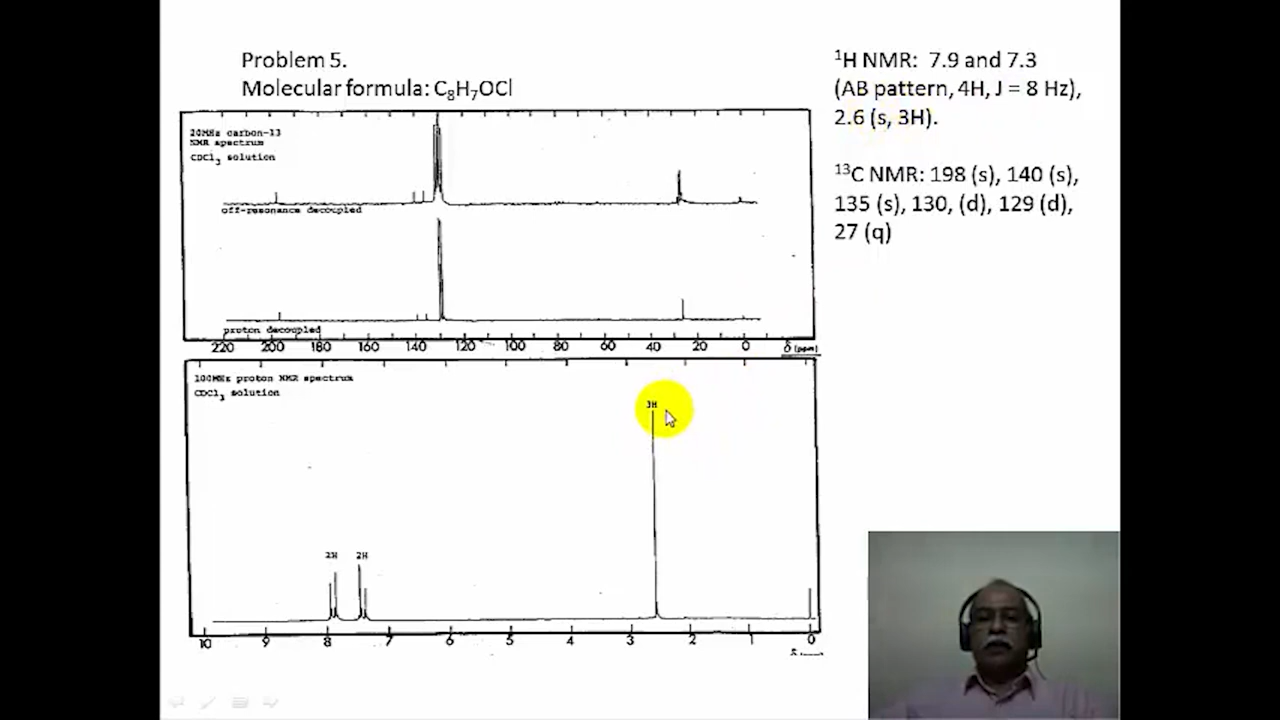 Problem 5.
Molecular formula: C₈H₇OCl
20MHz carbon-13
NMR spectrum
CDCl₃ solution
off-resonance decoupled
proton decoupled
220 200 180 160 140 120 100 80 60 40 20 0 δ (ppm)
100MHz proton NMR spectrum
CDCl₃ solution
3H
2H 2H
10 9 8 7 6 5 4 3 2 1 0
¹H NMR: 7.9 and 7.3
(AB pattern, 4H, J = 8 Hz),
2.6 (s, 3H).
¹³C NMR: 198 (s), 140 (s),
135 (s), 130, (d), 129 (d),
27 (q)